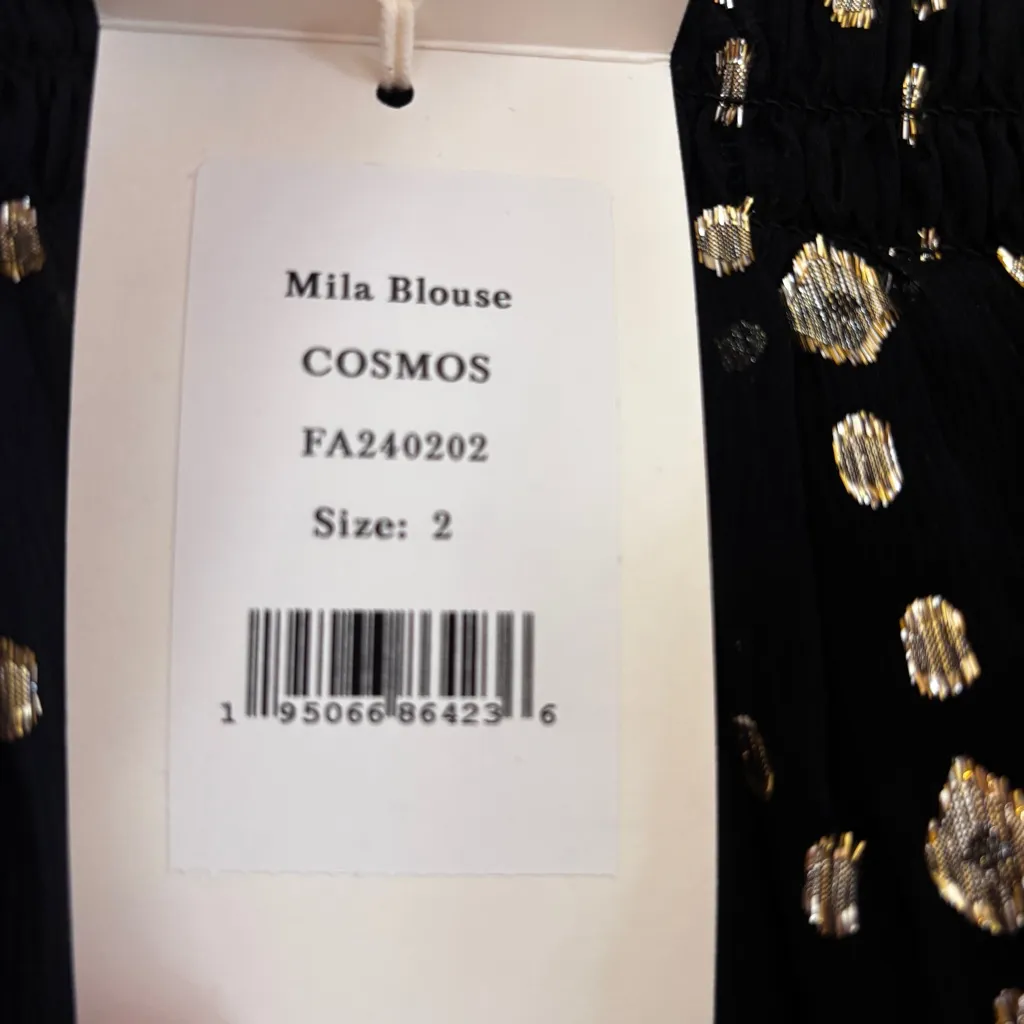 Mila Blouse
COSMOS
FA240202
Size: 2
1 95066 86423 6